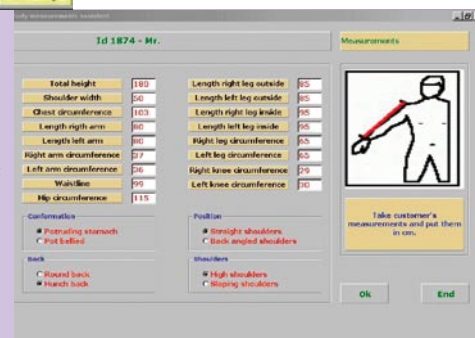 Body measurements assistant
Id 1874 - Mr.
Measurements
Total height 180
Shoulder width 50
Chest circumference 103
Length rigth arm 80
Length left arm 80
Right arm circumference 37
Left arm circumference 36
Waistline 99
Hip circumference 115
Length right leg outside 85
Length left leg outside 85
Length right leg inside 95
Length left leg inside 95
Right leg circumference 65
Left leg circumference 65
Right knee circumference 29
Left knee circumference 30
Take customer's
measurements and put them
in cm.
Conformation
Protruding stomach
Pot bellied
Position
Straight shoulders
Back angled shoulders
Back
Round back
Hunch back
Shoulders
High shoulders
Sloping shoulders
Ok
End